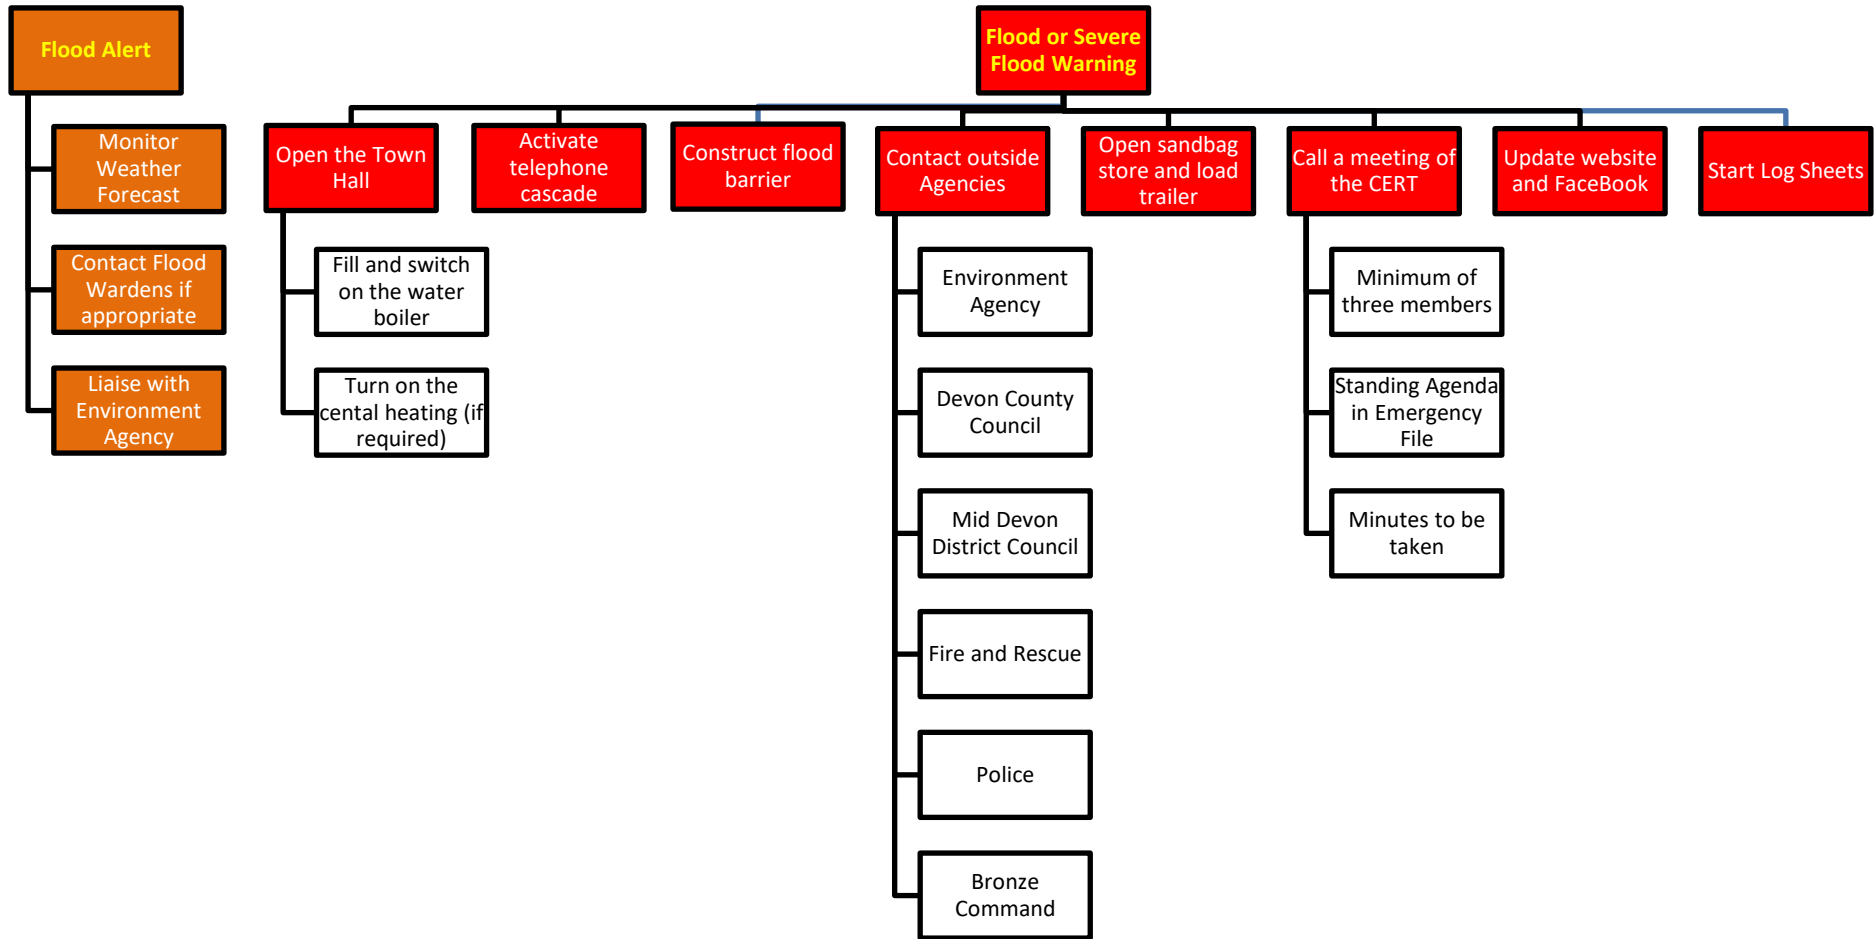 Flood Alert
Flood or Severe
Flood Warning
Monitor
Weather
Forecast
Contact Flood
Wardens if
appropriate
Liaise with
Environment
Agency
Open the Town
Hall
Fill and switch
on the water
boiler
Turn on the
cental heating (if
required)
Activate
telephone
cascade
Construct flood
barrier
Contact outside
Agencies
Environment
Agency
Devon County
Council
Mid Devon
District Council
Fire and Rescue
Police
Bronze
Command
Open sandbag
store and load
trailer
Call a meeting of
the CERT
Minimum of
three members
Standing Agenda
in Emergency
File
Minutes to be
taken
Update website
and FaceBook
Start Log Sheets